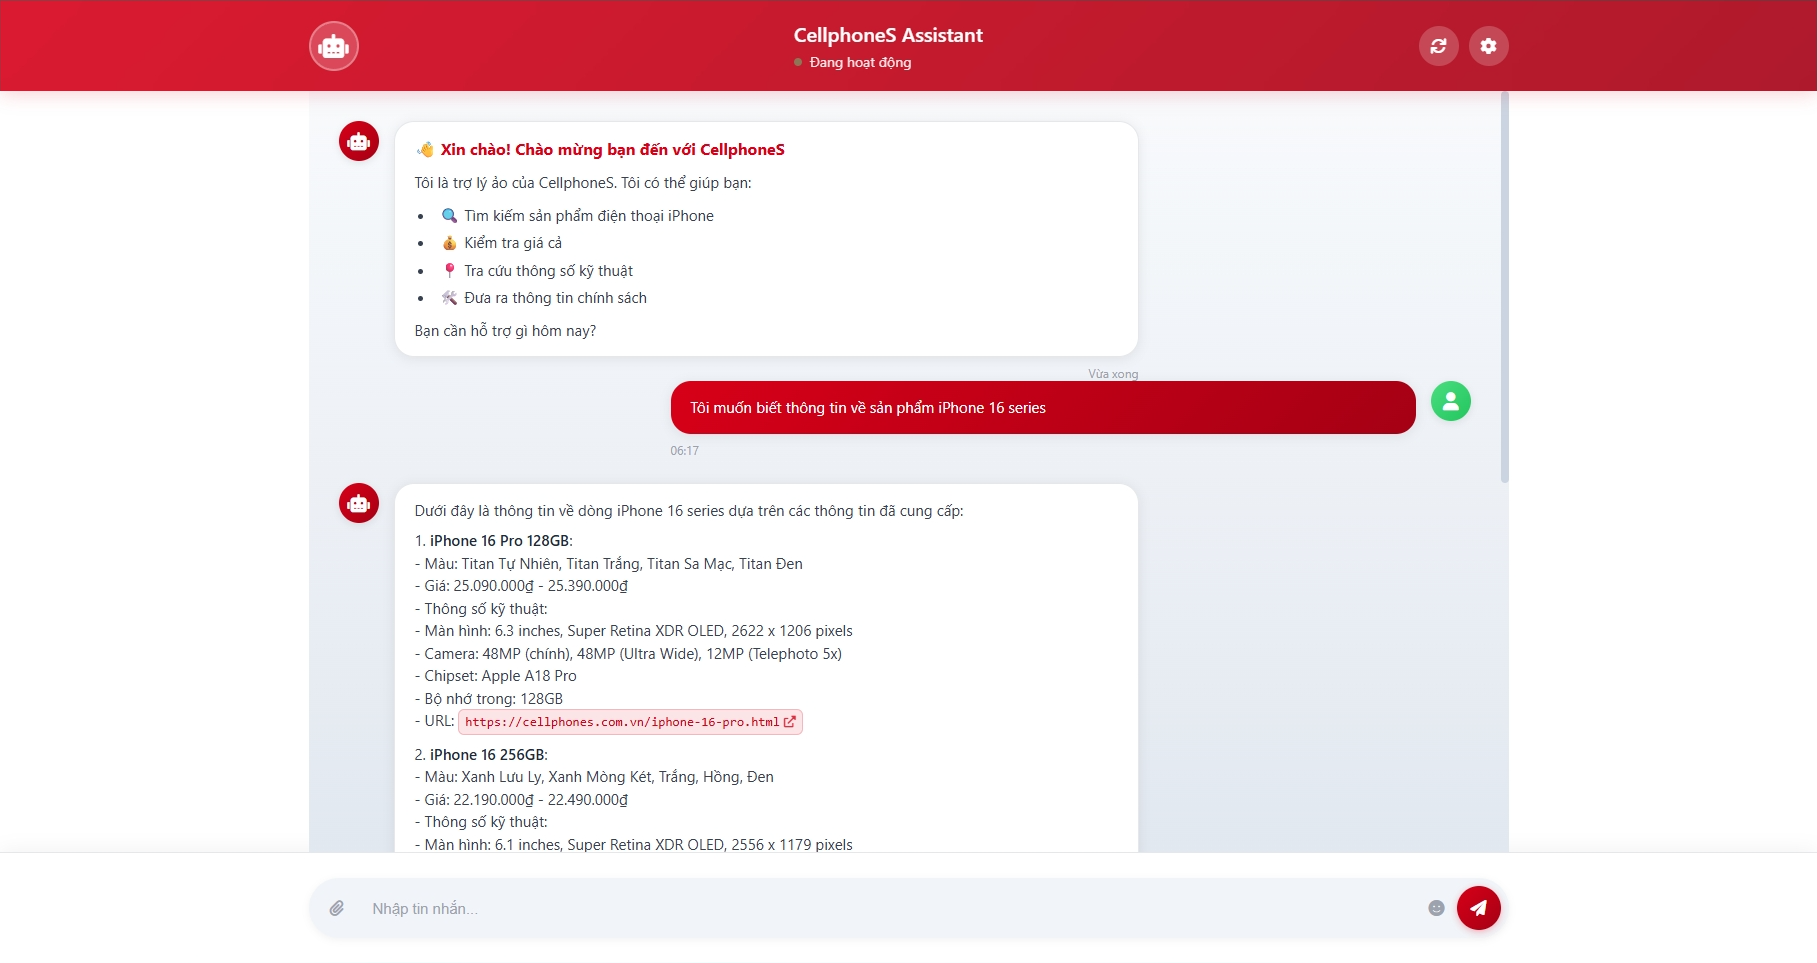 CellphoneS Assistant
Đang hoạt động
👋 Xin chào! Chào mừng bạn đến với CellphoneS
Tôi là trợ lý ảo của CellphoneS. Tôi có thể giúp bạn:
• 🔍 Tìm kiếm sản phẩm điện thoại iPhone
• 💰 Kiểm tra giá cả
• 📍 Tra cứu thông số kỹ thuật
• 🛠️ Đưa ra thông tin chính sách
Bạn cần hỗ trợ gì hôm nay?
Vừa xong
Tôi muốn biết thông tin về sản phẩm iPhone 16 series
06:17
Dưới đây là thông tin về dòng iPhone 16 series dựa trên các thông tin đã cung cấp:
1. iPhone 16 Pro 128GB:
- Màu: Titan Tự Nhiên, Titan Trắng, Titan Sa Mạc, Titan Đen
- Giá: 25.090.000₫ - 25.390.000₫
- Thông số kỹ thuật:
- Màn hình: 6.3 inches, Super Retina XDR OLED, 2622 x 1206 pixels
- Camera: 48MP (chính), 48MP (Ultra Wide), 12MP (Telephoto 5x)
- Chipset: Apple A18 Pro
- Bộ nhớ trong: 128GB
- URL: https://cellphones.com.vn/iphone-16-pro.html
2. iPhone 16 256GB:
- Màu: Xanh Lưu Ly, Xanh Mòng Két, Trắng, Hồng, Đen
- Giá: 22.190.000₫ - 22.490.000₫
- Thông số kỹ thuật:
- Màn hình: 6.1 inches, Super Retina XDR OLED, 2556 x 1179 pixels
Nhập tin nhắn...